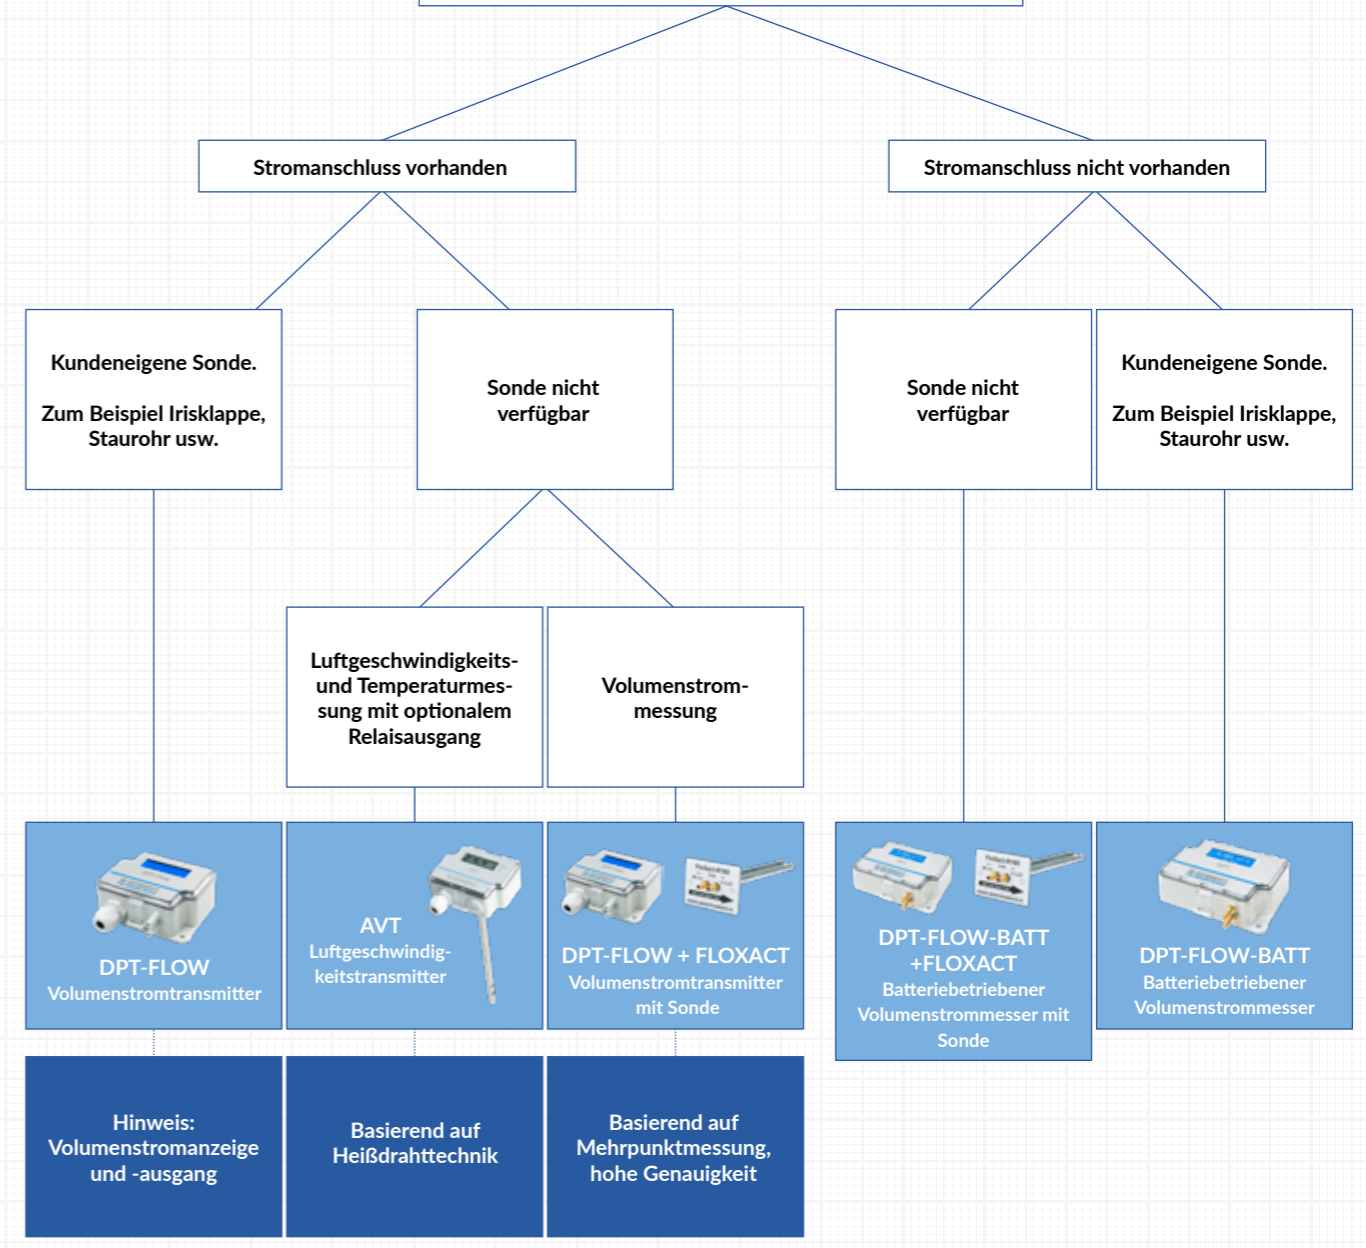 Stromanschluss vorhanden
Stromanschluss nicht vorhanden
Kundeneigene Sonde.
Zum Beispiel Irisklappe,
Staurohr usw.
Sonde nicht
verfügbar
Sonde nicht
verfügbar
Kundeneigene Sonde.
Zum Beispiel Irisklappe,
Staurohr usw.
Luftgeschwindigkeits-
und Temperaturmes-
sung mit optionalem
Relaisausgang
Volumenstrom-
messung
DPT-FLOW
Volumenstromtransmitter
AVT
Luftgeschwindig-
keitstransmitter
DPT-FLOW + FLOXACT
Volumenstromtransmitter
mit Sonde
DPT-FLOW-BATT
+FLOXACT
Batteriebetriebener
Volumenstrommesser mit
Sonde
DPT-FLOW-BATT
Batteriebetriebener
Volumenstrommesser
Hinweis:
Volumenstromanzeige
und -ausgang
Basierend auf
Heißdrahttechnik
Basierend auf
Mehrpunktmessung,
hohe Genauigkeit